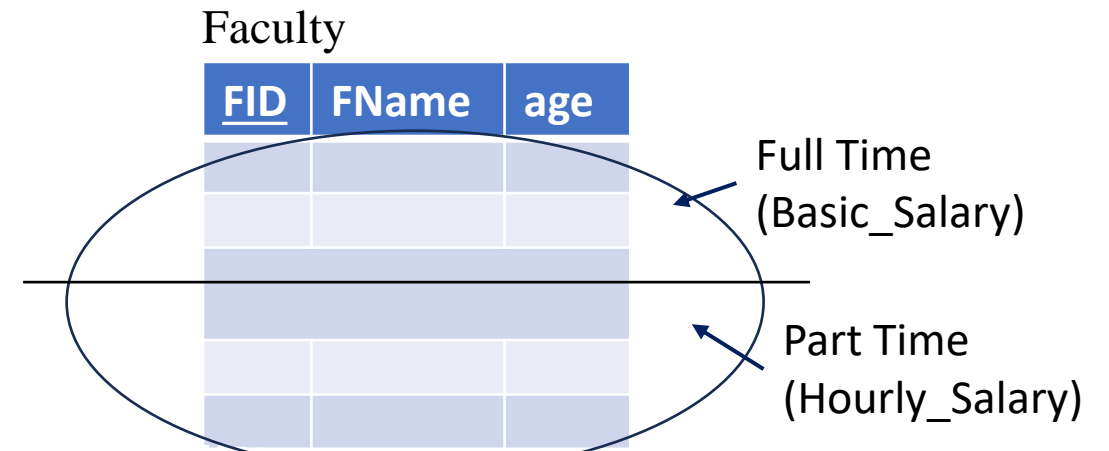 Faculty
FID FName age
Full Time
(Basic_Salary)
Part Time
(Hourly_Salary)